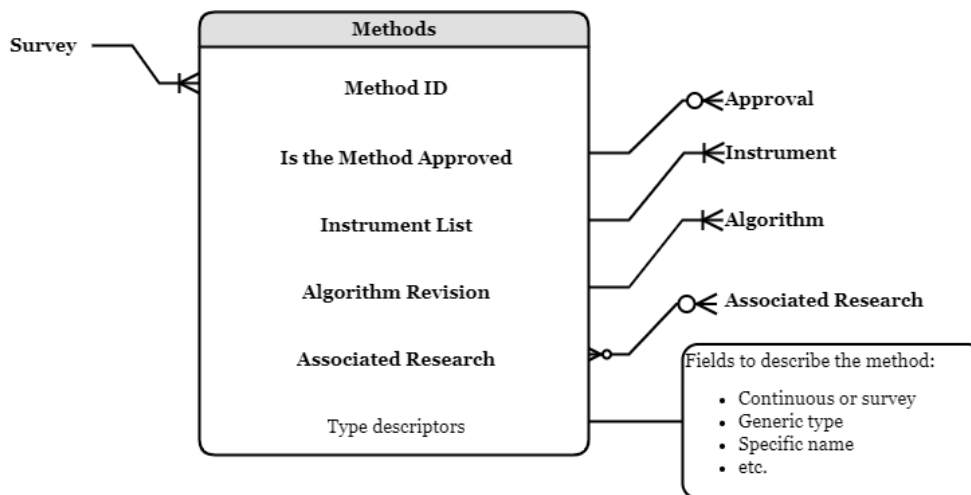 Methods
Survey
Method ID
Approval
Is the Method Approved
Instrument
Instrument List
Algorithm
Algorithm Revision
Associated Research
Associated Research
Fields to describe the method:
• Continuous or survey
• Generic type
Type descriptors
• Specific name
• etc.